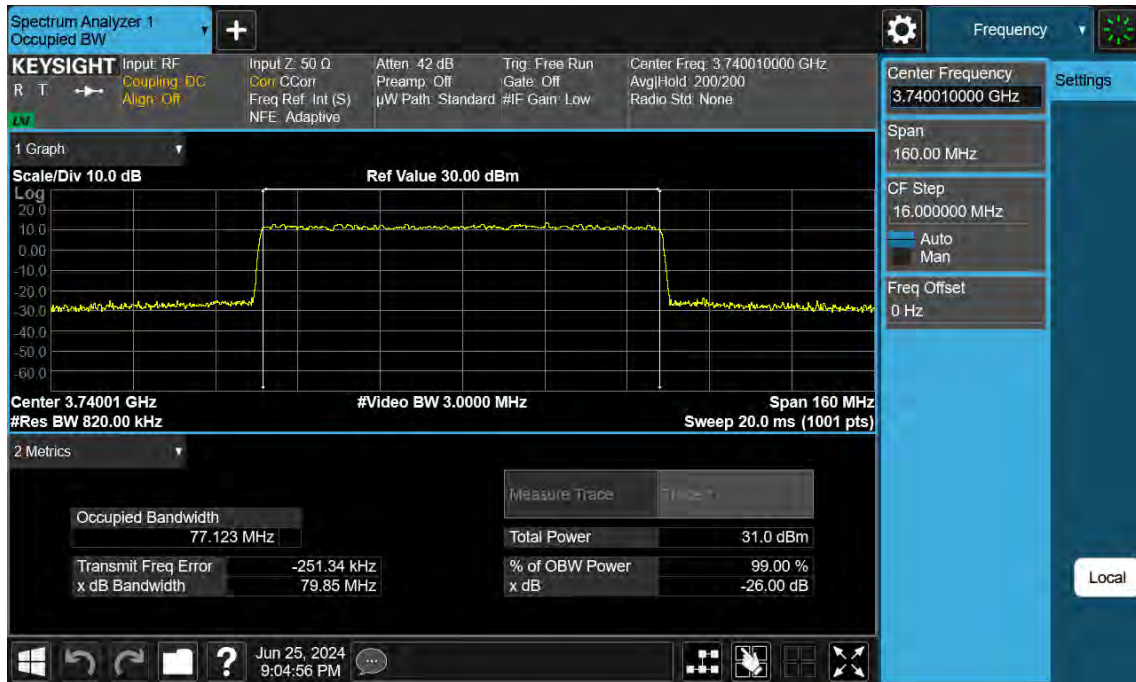 Spectrum Analyzer 1
Occupied BW
Frequency
KEYSIGHT
R T
LXI
Input: RF
Coupling: DC
Align: Off
Input Z: 50 Ω
Corr CCorr
Freq Ref: Int (S)
NFE: Adaptive
Atten: 42 dB
Preamp: Off
µW Path: Standard
Trig: Free Run
Gate: Off
#IF Gain: Low
Center Freq: 3.740010000 GHz
Avg|Hold: 200/200
Radio Std: None
Center Frequency
3.740010000 GHz
Settings
Span
160.00 MHz
CF Step
16.000000 MHz
Auto
Man
Freq Offset
0 Hz
Local
1 Graph
Scale/Div 10.0 dB
Ref Value 30.00 dBm
Log
20.0
10.0
0.00
-10.0
-20.0
-30.0
-40.0
-50.0
-60.0
Center 3.74001 GHz
#Video BW 3.0000 MHz
Span 160 MHz
#Res BW 820.00 kHz
Sweep 20.0 ms (1001 pts)
2 Metrics
Measure Trace
Trace 1
Occupied Bandwidth
77.123 MHz
Total Power 31.0 dBm
Transmit Freq Error -251.34 kHz
% of OBW Power 99.00 %
x dB Bandwidth 79.85 MHz
x dB -26.00 dB
?
Jun 25, 2024
9:04:56 PM